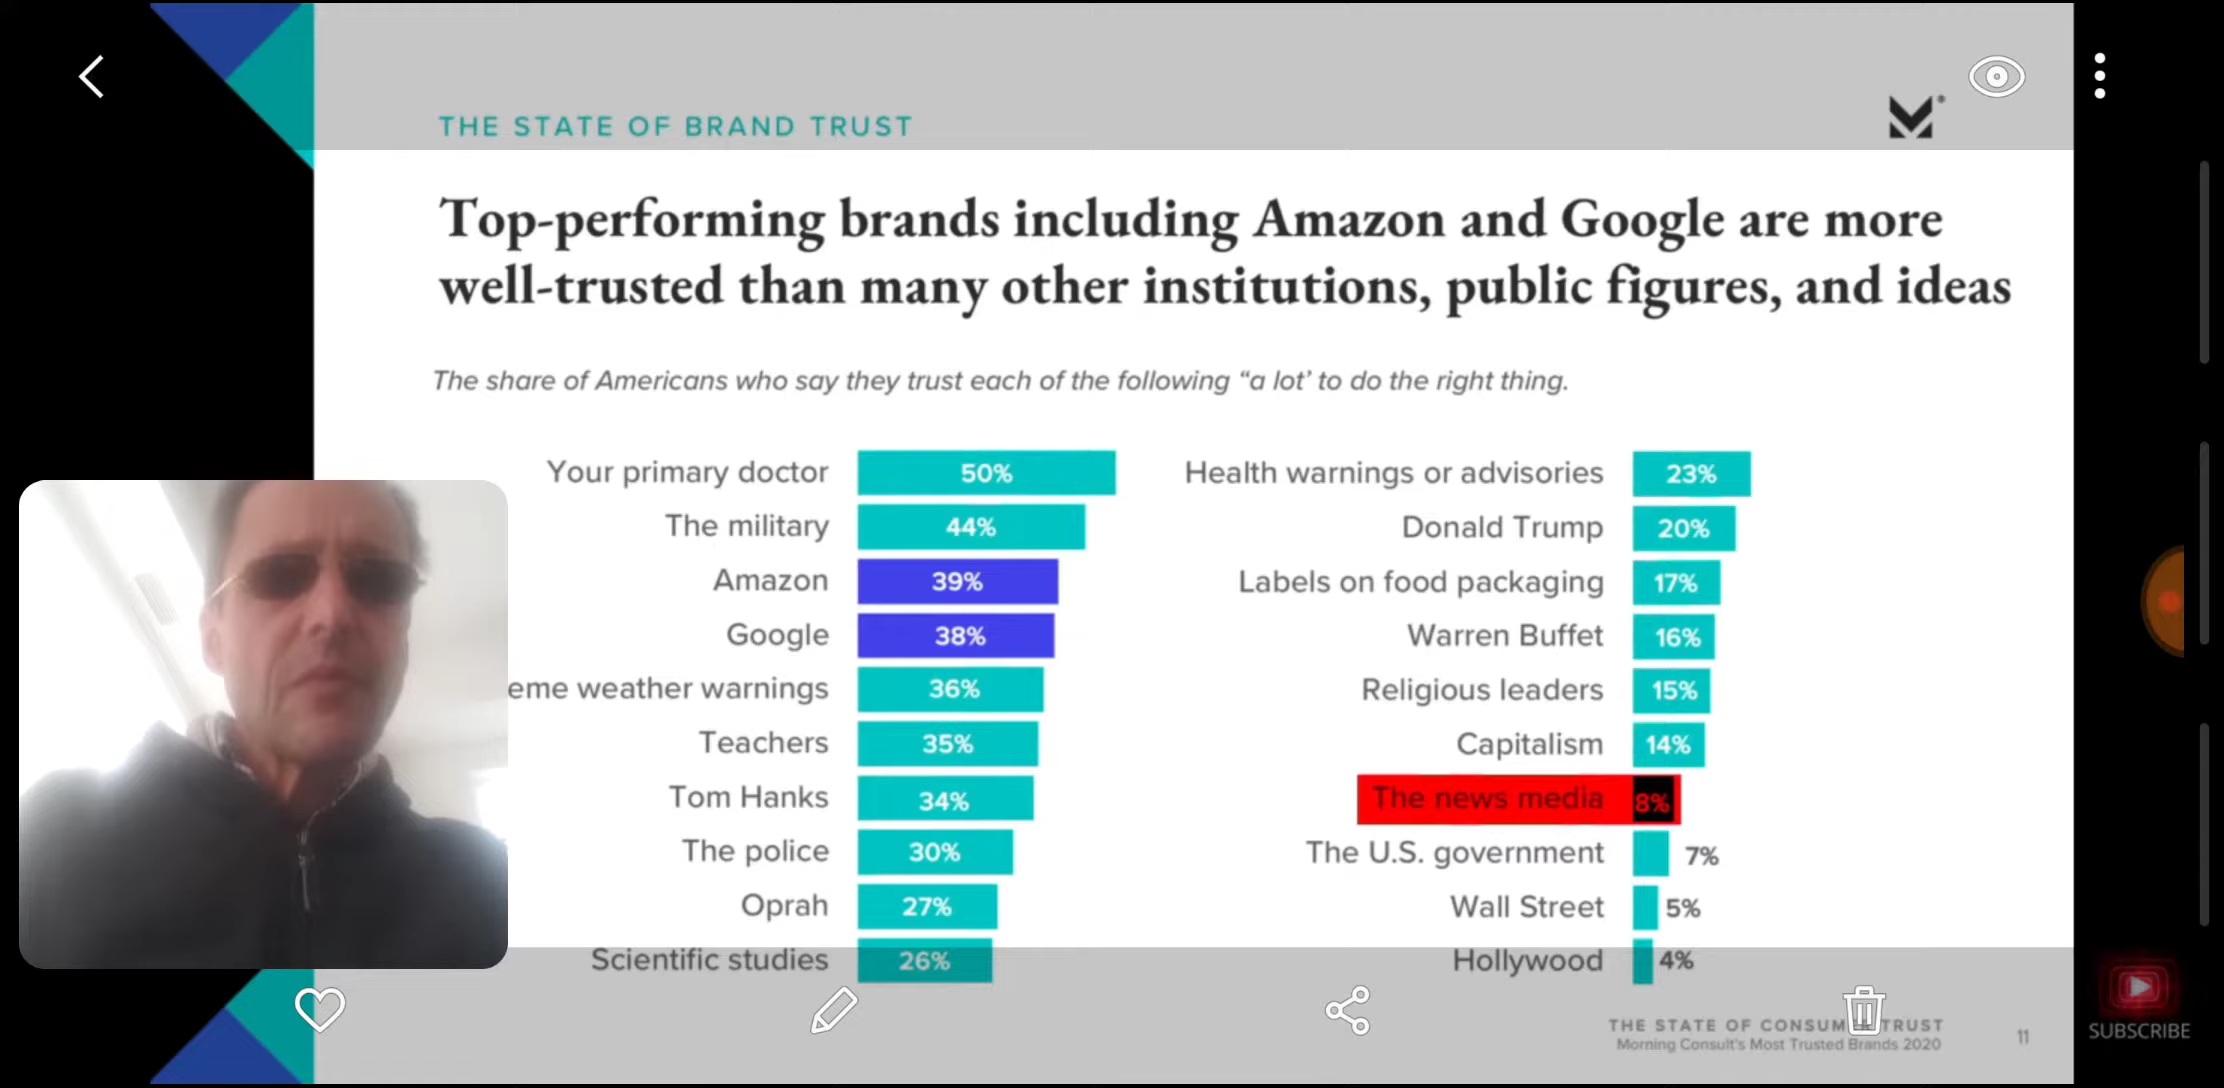 THE STATE OF BRAND TRUST
Top-performing brands including Amazon and Google are more
well-trusted than many other institutions, public figures, and ideas
The share of Americans who say they trust each of the following “a lot’ to do the right thing.
Your primary doctor 50%
The military 44%
Amazon 39%
Google 38%
eme weather warnings 36%
Teachers 35%
Tom Hanks 34%
The police 30%
Oprah 27%
Scientific studies 26%
Health warnings or advisories 23%
Donald Trump 20%
Labels on food packaging 17%
Warren Buffet 16%
Religious leaders 15%
Capitalism 14%
The news media 8%
The U.S. government 7%
Wall Street 5%
Hollywood 4%
THE STATE OF CONSUMER TRUST
Morning Consult's Most Trusted Brands 2020
11
SUBSCRIBE